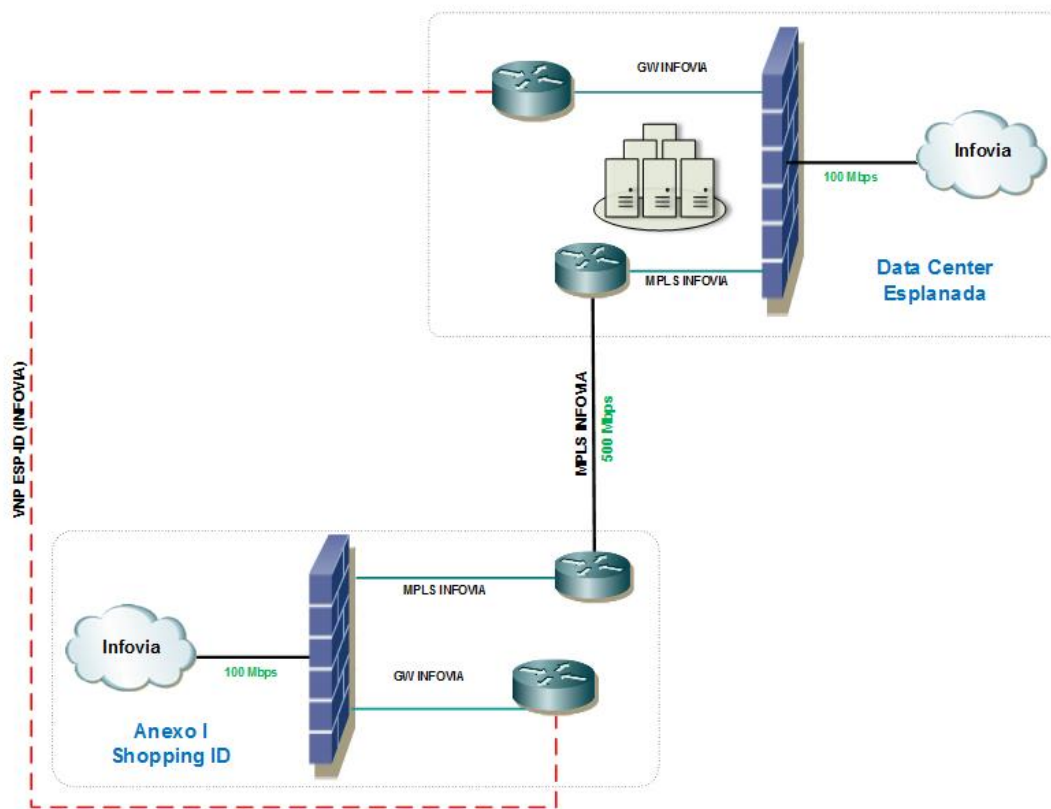 GW INFOVIA
Infovia
100 Mbps
MPLS INFOVIA
Data Center
Esplanada
VNP ESP-ID (INFOVIA)
MPLS INFOVIA
500 Mbps
MPLS INFOVIA
Infovia
100 Mbps
GW INFOVIA
Anexo I
Shopping ID